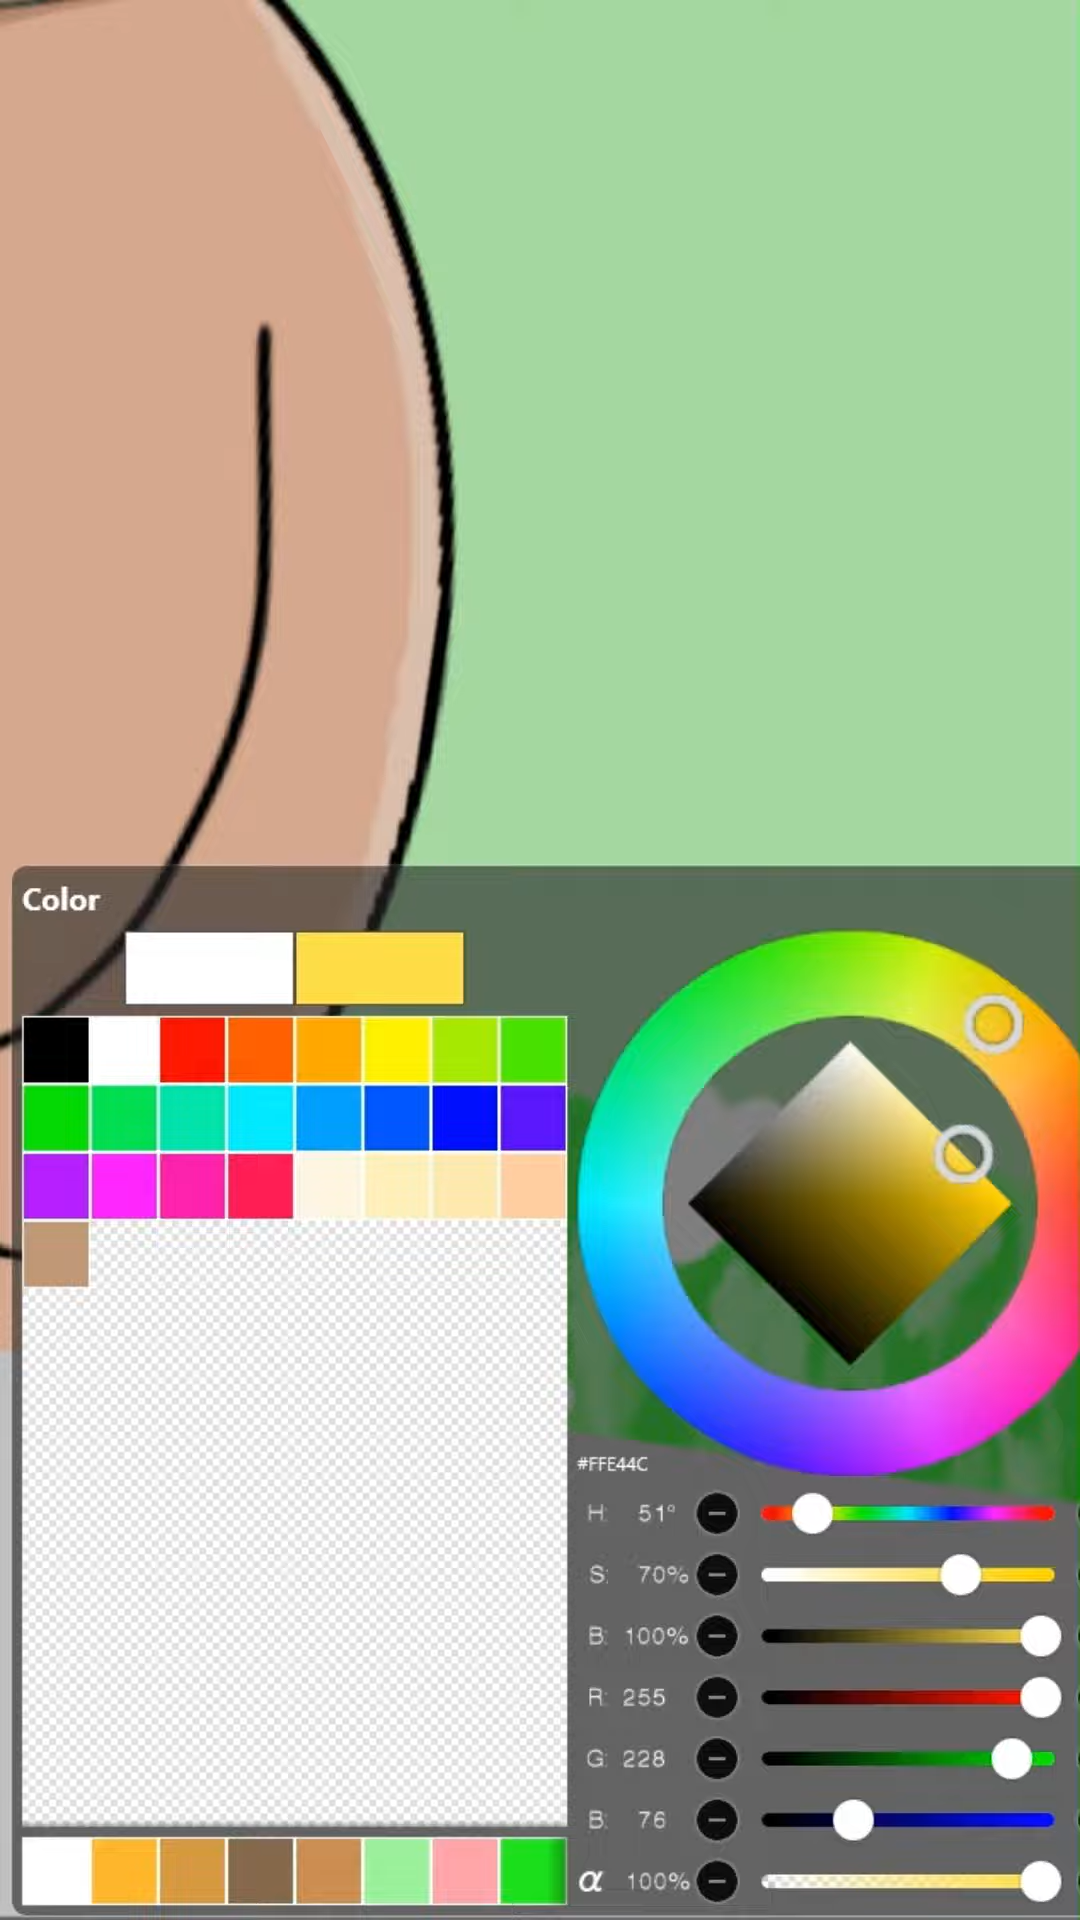 Color
#FFE44C
H: 51°
S: 70%
B: 100%
R: 255
G: 228
B: 76
α 100%